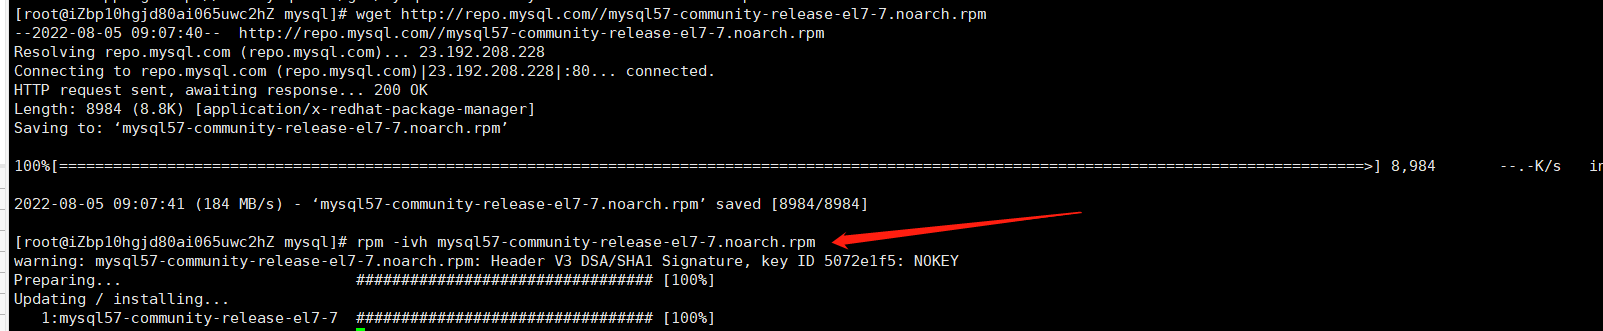 [root@iZbp10hgjd80ai065uwc2hZ mysql]# wget http://repo.mysql.com//mysql57-community-release-el7-7.noarch.rpm
--2022-08-05 09:07:40-- http://repo.mysql.com//mysql57-community-release-el7-7.noarch.rpm
Resolving repo.mysql.com (repo.mysql.com)... 23.192.208.228
Connecting to repo.mysql.com (repo.mysql.com)|23.192.208.228|:80... connected.
HTTP request sent, awaiting response... 200 OK
Length: 8984 (8.8K) [application/x-redhat-package-manager]
Saving to: ‘mysql57-community-release-el7-7.noarch.rpm’
100%[=================================================================================================================================================>] 8,984 --.-K/s in
2022-08-05 09:07:41 (184 MB/s) - ‘mysql57-community-release-el7-7.noarch.rpm’ saved [8984/8984]
[root@iZbp10hgjd80ai065uwc2hZ mysql]# rpm -ivh mysql57-community-release-el7-7.noarch.rpm
warning: mysql57-community-release-el7-7.noarch.rpm: Header V3 DSA/SHA1 Signature, key ID 5072e1f5: NOKEY
Preparing... ################################# [100%]
Updating / installing...
1:mysql57-community-release-el7-7 ################################# [100%]